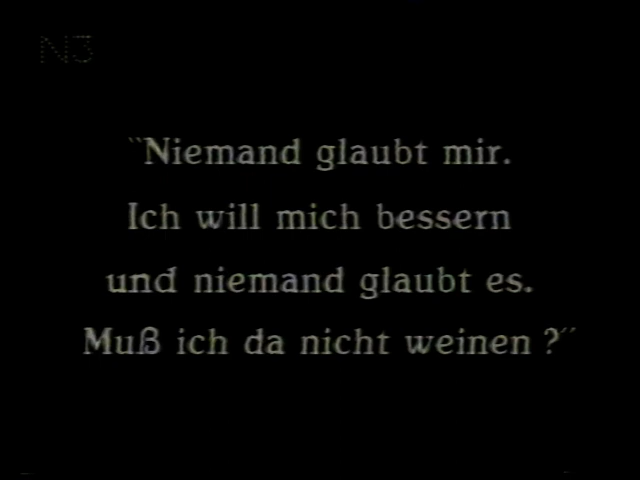 N3
``Niemand glaubt mir.
Ich will mich bessern
und niemand glaubt es.
Muß ich da nicht weinen ?´´